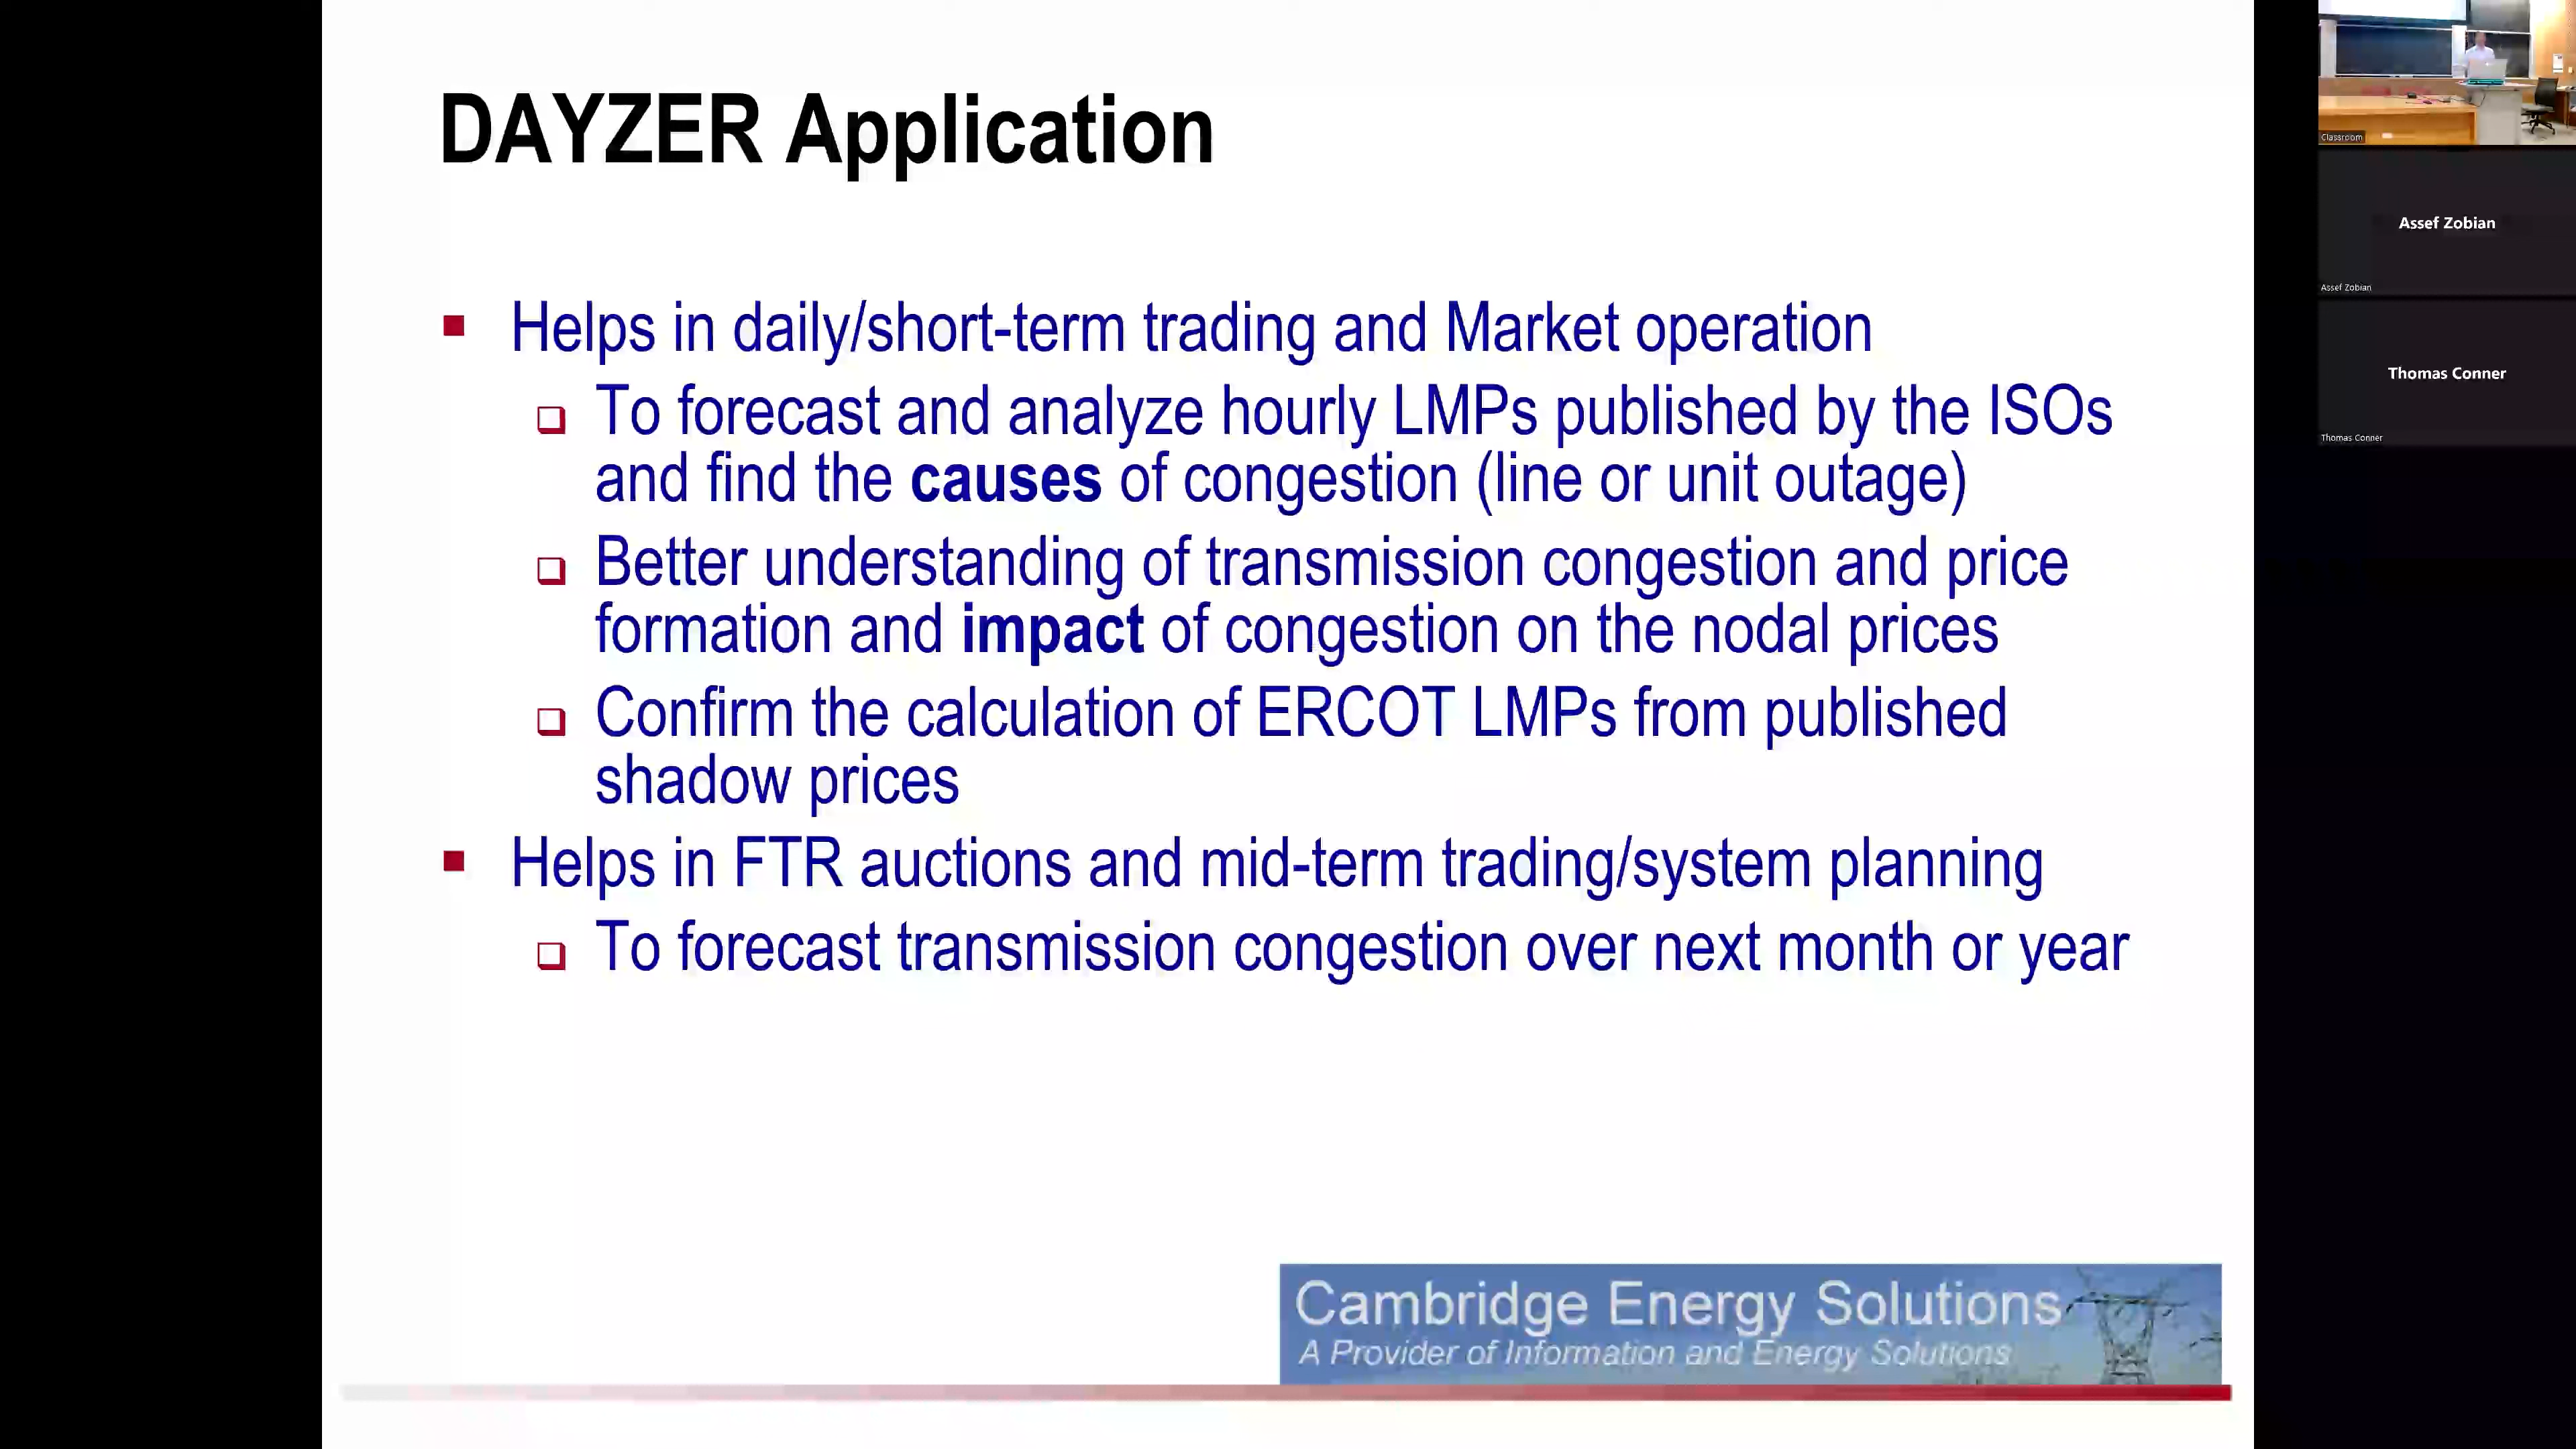 DAYZER Application
Helps in daily/short-term trading and Market operation
To forecast and analyze hourly LMPs published by the ISOs
and find the causes of congestion (line or unit outage)
Better understanding of transmission congestion and price
formation and impact of congestion on the nodal prices
Confirm the calculation of ERCOT LMPs from published
shadow prices
Helps in FTR auctions and mid-term trading/system planning
To forecast transmission congestion over next month or year
Cambridge Energy Solutions
A Provider of Information and Energy Solutions
Classroom
Assef Zobian
Assef Zobian
Thomas Conner
Thomas Conner